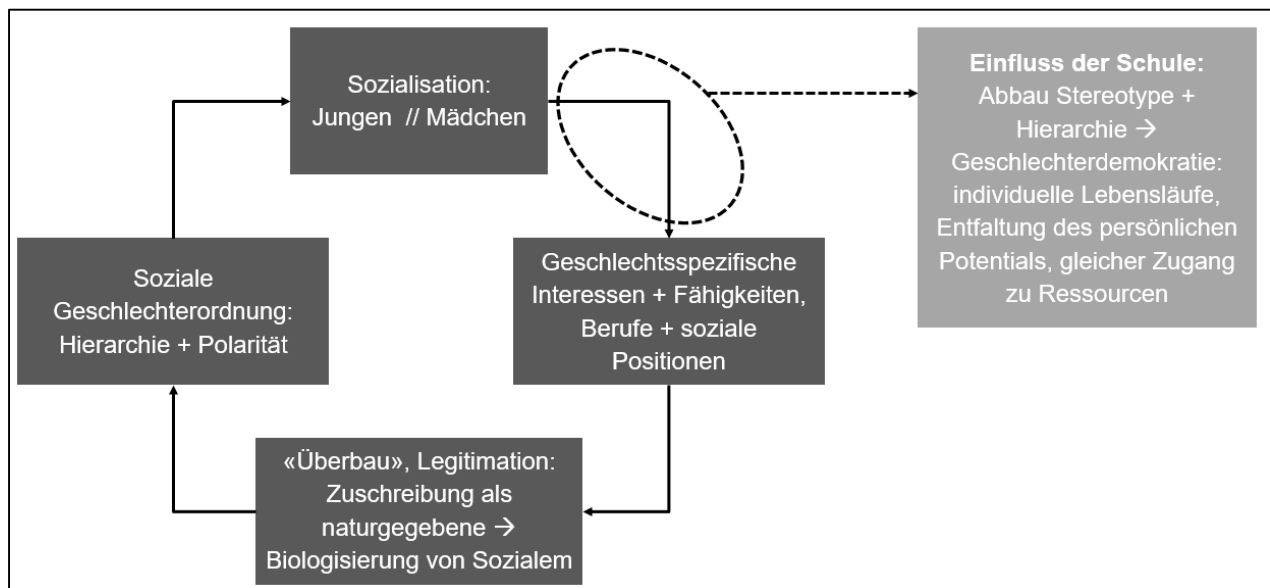 Sozialisation:
Jungen // Mädchen
Einfluss der Schule:
Abbau Stereotype +
Hierarchie →
Geschlechterdemokratie:
individuelle Lebensläufe,
Entfaltung des persönlichen
Potentials, gleicher Zugang
zu Ressourcen
Soziale
Geschlechterordnung:
Hierarchie + Polarität
Geschlechtsspezifische
Interessen + Fähigkeiten,
Berufe + soziale
Positionen
«Überbau», Legitimation:
Zuschreibung als
naturgegebene →
Biologisierung von Sozialem